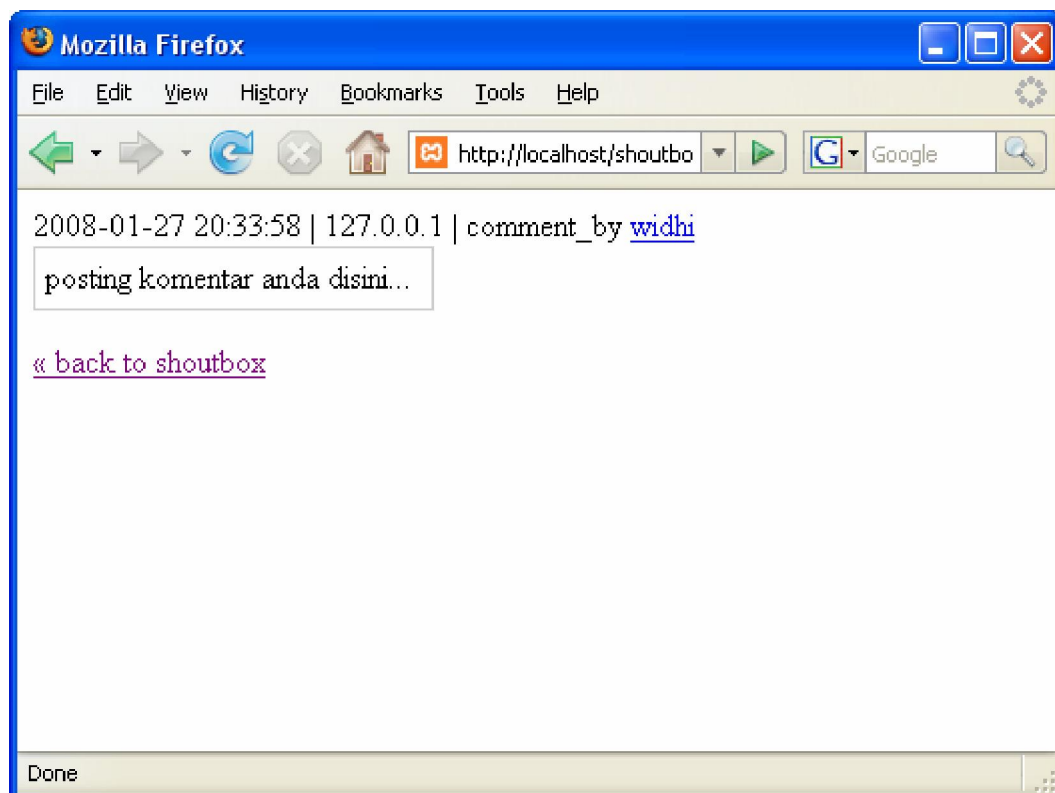 Mozilla Firefox
File Edit View History Bookmarks Tools Help
http://localhost/shoutbo G Google
2008-01-27 20:33:58 | 127.0.0.1 | comment_by widhi
posting komentar anda disini...
« back to shoutbox
Done